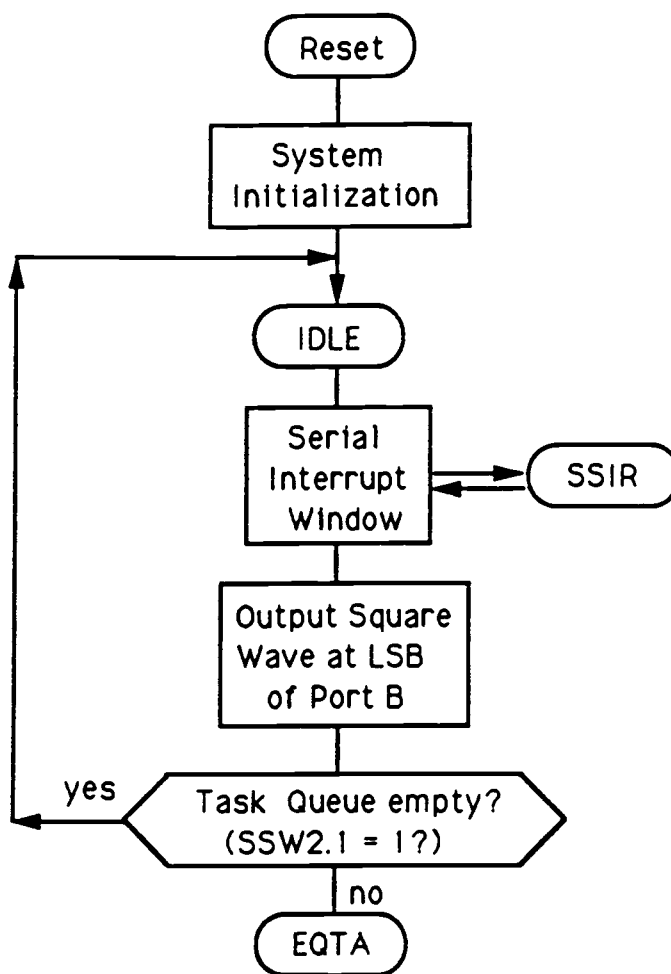 Reset
System
Initialization
IDLE
Serial
Interrupt
Window
SSIR
Output Square
Wave at LSB
of Port B
yes
Task Queue empty?
(SSW2.1 = 1?)
no
EQTA